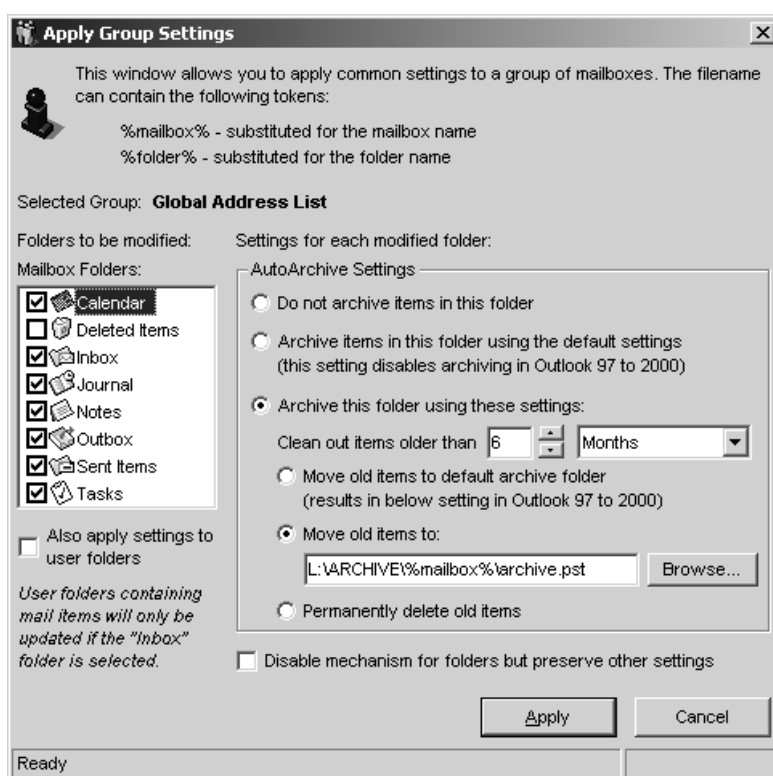 Apply Group Settings
This window allows you to apply common settings to a group of mailboxes. The filename
can contain the following tokens:
%mailbox% - substituted for the mailbox name
%folder% - substituted for the folder name
Selected Group: Global Address List
Folders to be modified:
Mailbox Folders:
Calendar
Deleted Items
Inbox
Journal
Notes
Outbox
Sent Items
Tasks
Also apply settings to
user folders
User folders containing
mail items will only be
updated if the "Inbox"
folder is selected.
Settings for each modified folder:
AutoArchive Settings
Do not archive items in this folder
Archive items in this folder using the default settings
(this setting disables archiving in Outlook 97 to 2000)
Archive this folder using these settings:
Clean out items older than 6 Months
Move old items to default archive folder
(results in below setting in Outlook 97 to 2000)
Move old items to:
L:\ARCHIVE\%mailbox%\archive.pst Browse...
Permanently delete old items
Disable mechanism for folders but preserve other settings
Apply Cancel
Ready